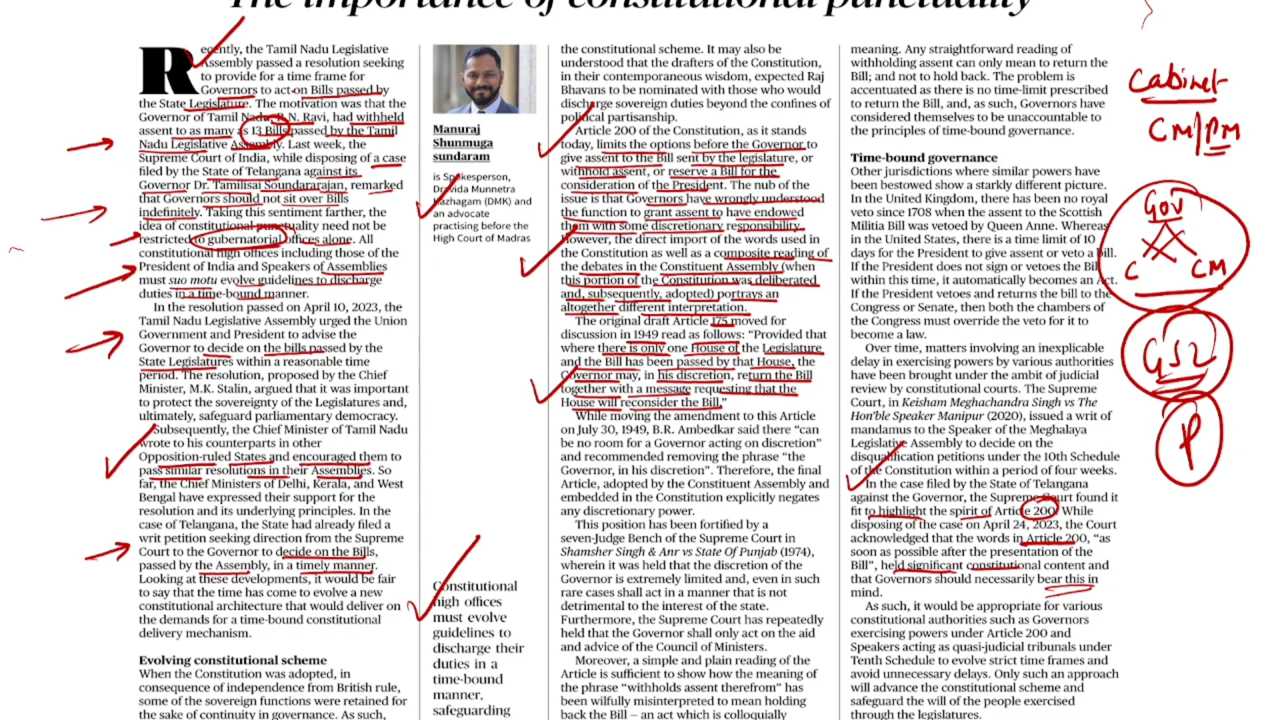 The importance of constitutional punctuality
Recently, the Tamil Nadu Legislative
Assembly passed a resolution seeking
to provide for a time frame for
Governors to act on Bills passed by
the State Legislature. The motivation was that the
Governor of Tamil Nadu, R.N. Ravi, had withheld
assent to as many as 13 Bills passed by the Tamil
Nadu Legislative Assembly. Last week, the
Supreme Court of India, while disposing of a case
filed by the State of Telangana against its
Governor Dr. Tamilisai Soundararajan, remarked
that Governors should not sit over Bills
indefinitely. Taking this sentiment farther, the
idea of constitutional punctuality need not be
restricted to gubernatorial offices alone. All
constitutional high offices including those of the
President of India and Speakers of Assemblies
must suo motu evolve guidelines to discharge
duties in a time-bound manner.
In the resolution passed on April 10, 2023, the
Tamil Nadu Legislative Assembly urged the Union
Government and President to advise the
Governor to decide on the bills passed by the
State Legislatures within a reasonable time
period. The resolution, proposed by the Chief
Minister, M.K. Stalin, argued that it was important
to protect the sovereignty of the Legislatures and,
ultimately, safeguard parliamentary democracy.
Subsequently, the Chief Minister of Tamil Nadu
wrote to his counterparts in other
Opposition-ruled States and encouraged them to
pass similar resolutions in their Assemblies. So
far, the Chief Ministers of Delhi, Kerala, and West
Bengal have expressed their support for the
resolution and its underlying principles. In the
case of Telangana, the State had already filed a
writ petition seeking direction from the Supreme
Court to the Governor to decide on the Bills,
passed by the Assembly, in a timely manner.
Looking at these developments, it would be fair
to say that the time has come to evolve a new
constitutional architecture that would deliver on
the demands for a time-bound constitutional
delivery mechanism.
Evolving constitutional scheme
When the Constitution was adopted, in
consequence of independence from British rule,
some of the sovereign functions were retained for
the sake of continuity in governance. As such,
Manuraj
Shunmuga
sundaram
is Spokesperson,
Dravida Munnetra
Kazhagam (DMK) and
an advocate
practising before the
High Court of Madras
Constitutional
high offices
must evolve
guidelines to
discharge their
duties in a
time-bound
manner,
safeguarding
the constitutional scheme. It may also be
understood that the drafters of the Constitution,
in their contemporaneous wisdom, expected Raj
Bhavans to be nominated with those who would
discharge sovereign duties beyond the confines of
political partisanship.
Article 200 of the Constitution, as it stands
today, limits the options before the Governor to
give assent to the Bill sent by the legislature, or
withhold assent, or reserve a Bill for the
consideration of the President. The nub of the
issue is that Governors have wrongly understood
the function to grant assent to have endowed
them with some discretionary responsibility.
However, the direct import of the words used in
the Constitution as well as a composite reading of
the debates in the Constituent Assembly (when
this portion of the Constitution was deliberated
and, subsequently, adopted) portrays an
altogether different interpretation.
The original draft Article 175 moved for
discussion in 1949 read as follows: “Provided that
where there is only one House of the Legislature
and the Bill has been passed by that House, the
Governor may, in his discretion, return the Bill
together with a message requesting that the
House will reconsider the Bill.”
While moving the amendment to this Article
on July 30, 1949, B.R. Ambedkar said there “can
be no room for a Governor acting on discretion”
and recommended removing the phrase “the
Governor, in his discretion”. Therefore, the final
Article, adopted by the Constituent Assembly and
embedded in the Constitution explicitly negates
any discretionary power.
This position has been fortified by a
seven-Judge Bench of the Supreme Court in
Shamsher Singh & Anr vs State Of Punjab (1974),
wherein it was held that the discretion of the
Governor is extremely limited and, even in such
rare cases shall act in a manner that is not
detrimental to the interest of the state.
Furthermore, the Supreme Court has repeatedly
held that the Governor shall only act on the aid
and advice of the Council of Ministers.
Moreover, a simple and plain reading of the
Article is sufficient to show how the meaning of
the phrase “withholds assent therefrom” has
been wilfully misinterpreted to mean holding
back the Bill — an act which is colloquially
meaning. Any straightforward reading of
withholding assent can only mean to return the
Bill; and not to hold back. The problem is
accentuated as there is no time-limit prescribed
to return the Bill, and, as such, Governors have
considered themselves to be unaccountable to
the principles of time-bound governance.
Time-bound governance
Other jurisdictions where similar powers have
been bestowed show a starkly different picture.
In the United Kingdom, there has been no royal
veto since 1708 when the assent to the Scottish
Militia Bill was vetoed by Queen Anne. Whereas
in the United States, there is a time limit of 10
days for the President to give assent or veto a bill.
If the President does not sign or vetoes the Bill
within this time, it automatically becomes an Act.
If the President vetoes and returns the bill to the
Congress or Senate, then both the chambers of
the Congress must override the veto for it to
become a law.
Over time, matters involving an inexplicable
delay in exercising powers by various authorities
have been brought under the ambit of judicial
review by constitutional courts. The Supreme
Court, in Keisham Meghachandra Singh vs The
Hon'ble Speaker Manipur (2020), issued a writ of
mandamus to the Speaker of the Meghalaya
Legislative Assembly to decide on the
disqualification petitions under the 10th Schedule
of the Constitution within a period of four weeks.
In the case filed by the State of Telangana
against the Governor, the Supreme Court found it
fit to highlight the spirit of Article 200. While
disposing of the case on April 24, 2023, the Court
acknowledged that the words in Article 200, “as
soon as possible after the presentation of the
Bill”, held significant constitutional content and
that Governors should necessarily bear this in
mind.
As such, it would be appropriate for various
constitutional authorities such as Governors
exercising powers under Article 200 and
Speakers acting as quasi-judicial tribunals under
Tenth Schedule to evolve strict time frames and
avoid unnecessary delays. Only such an approach
will advance the constitutional scheme and
safeguard the will of the people exercised
through the legislatures.
Cabinet
CM/PM
Gov
C CM
P